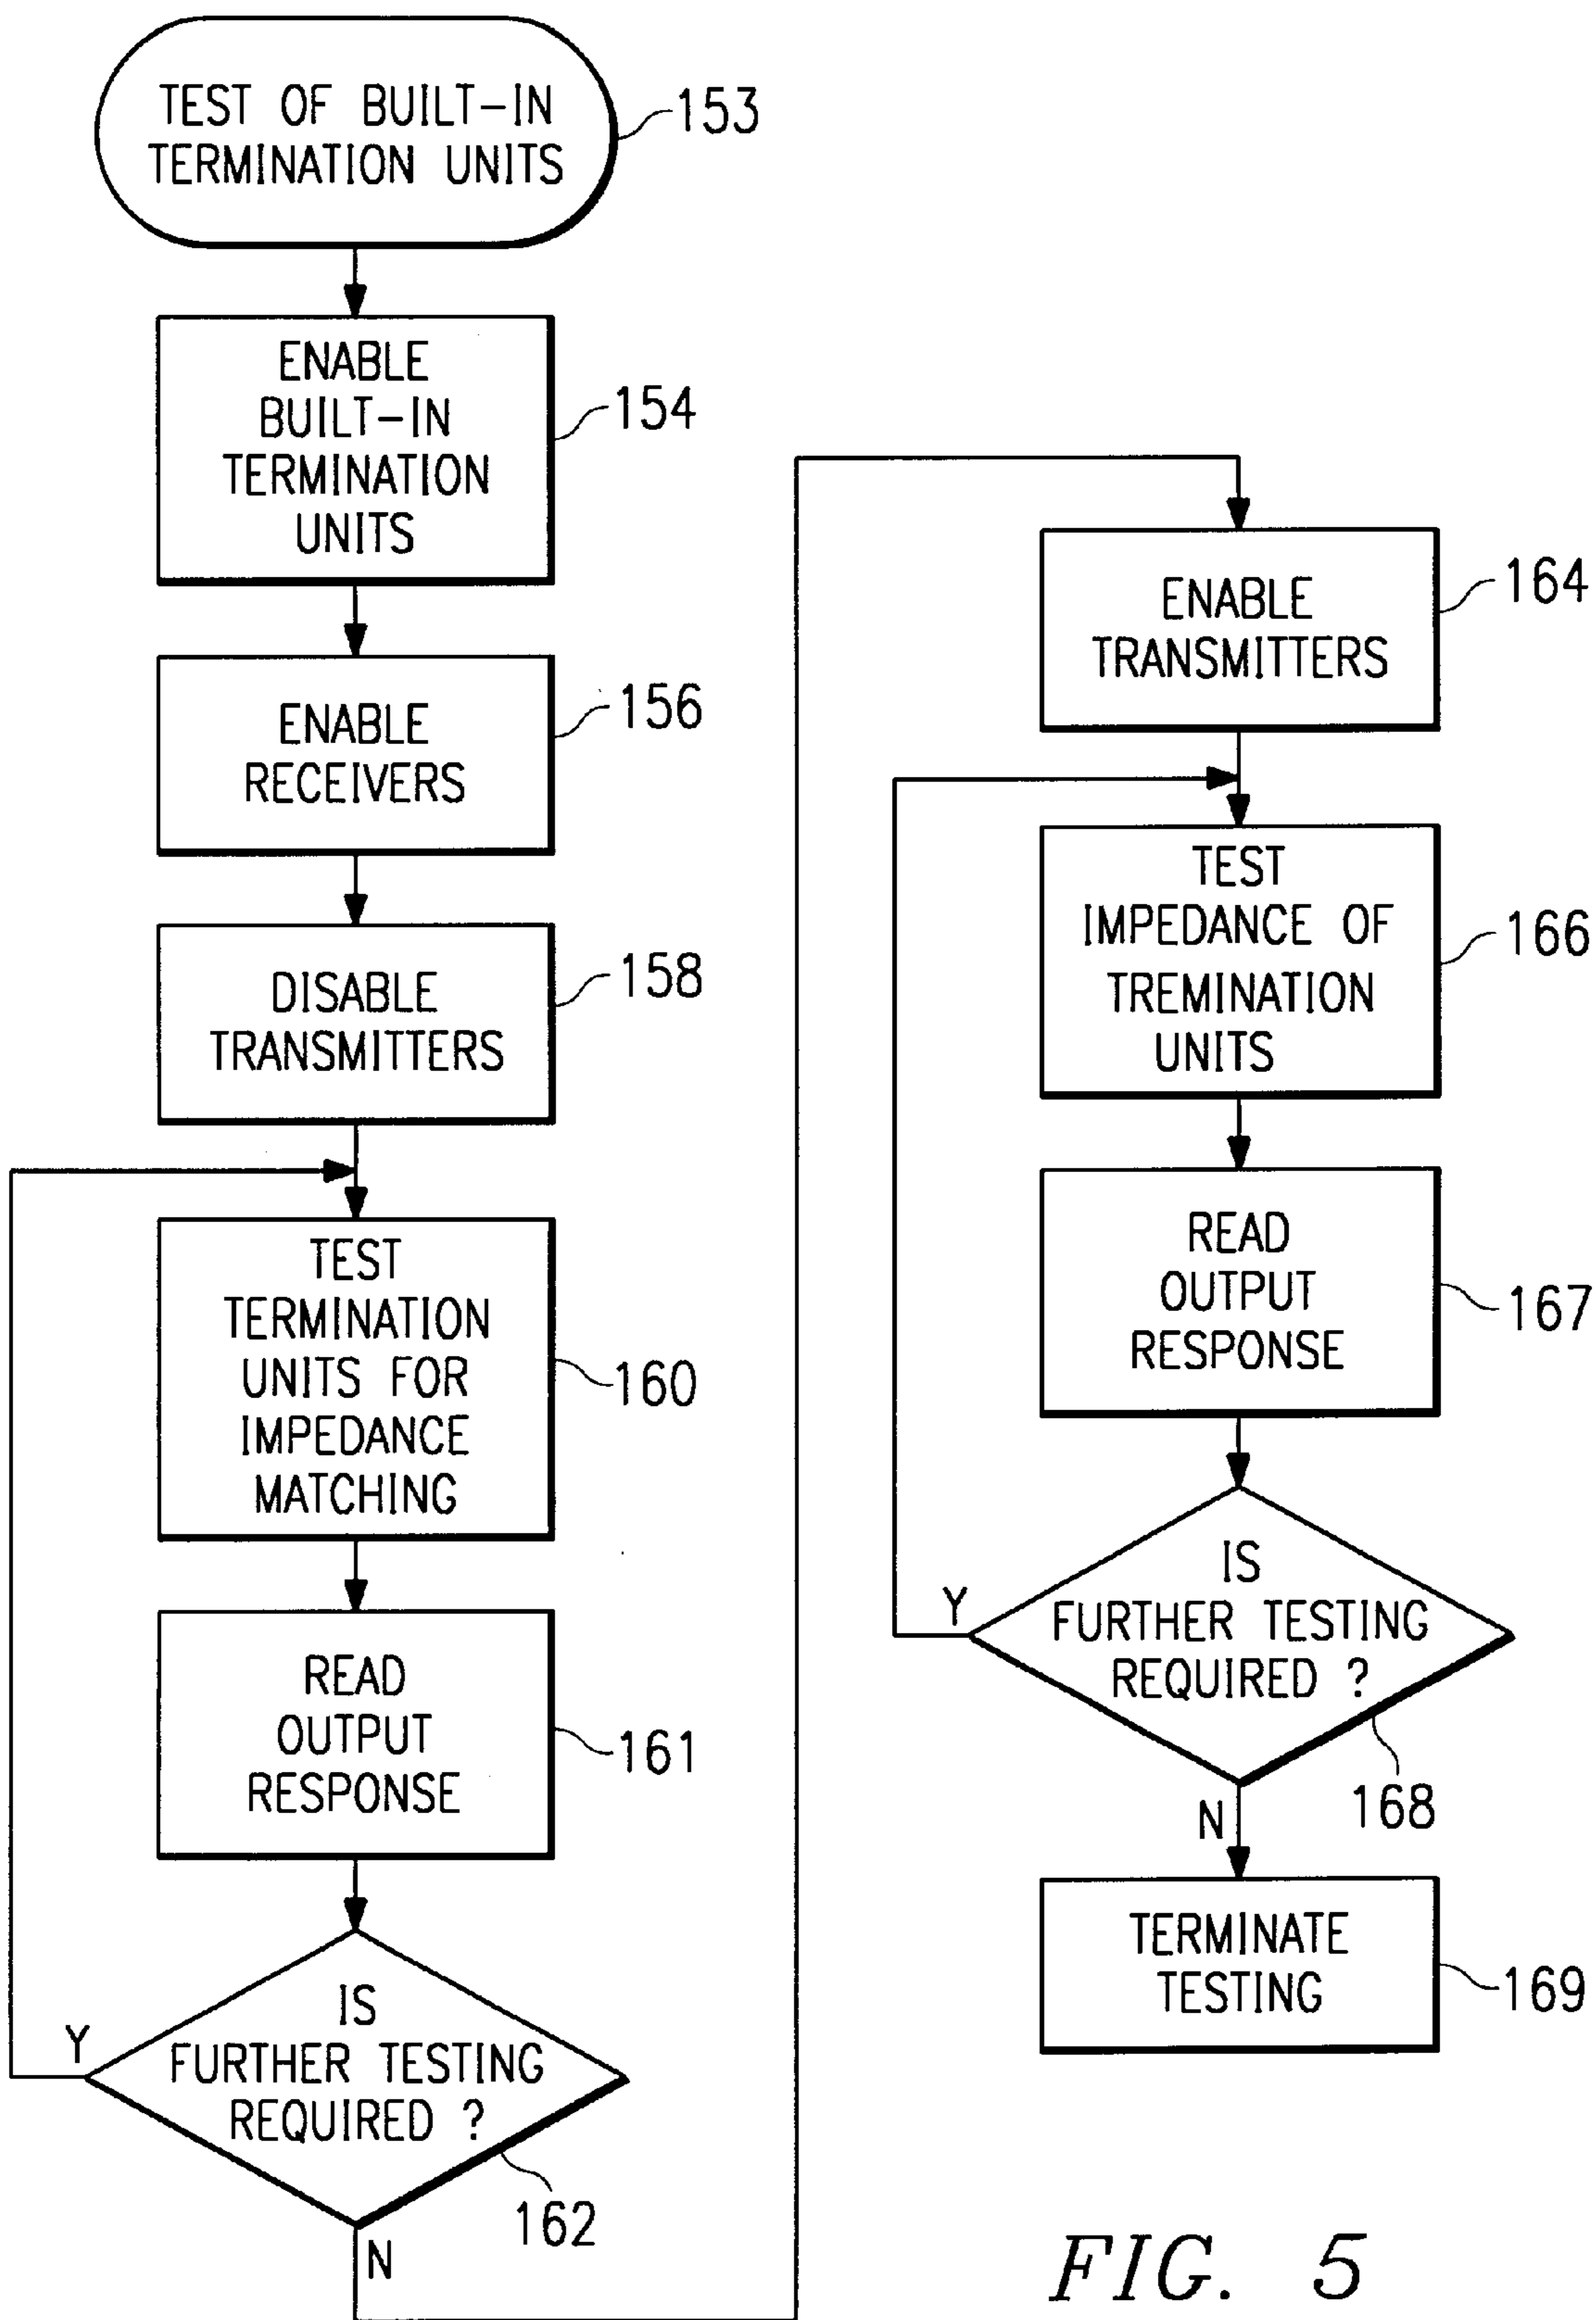 TEST OF BUILT-IN
TERMINATION UNITS
153
ENABLE
BUILT-IN
TERMINATION
UNITS
154
ENABLE
RECEIVERS
156
DISABLE
TRANSMITTERS
158
TEST
TERMINATION
UNITS FOR
IMPEDANCE
MATCHING
160
READ
OUTPUT
RESPONSE
161
IS
FURTHER TESTING
REQUIRED ?
Y
162
N
ENABLE
TRANSMITTERS
164
TEST
IMPEDANCE OF
TREMINATION
UNITS
166
READ
OUTPUT
RESPONSE
167
IS
FURTHER TESTING
REQUIRED ?
Y
168
N
TERMINATE
TESTING
169
FIG. 5